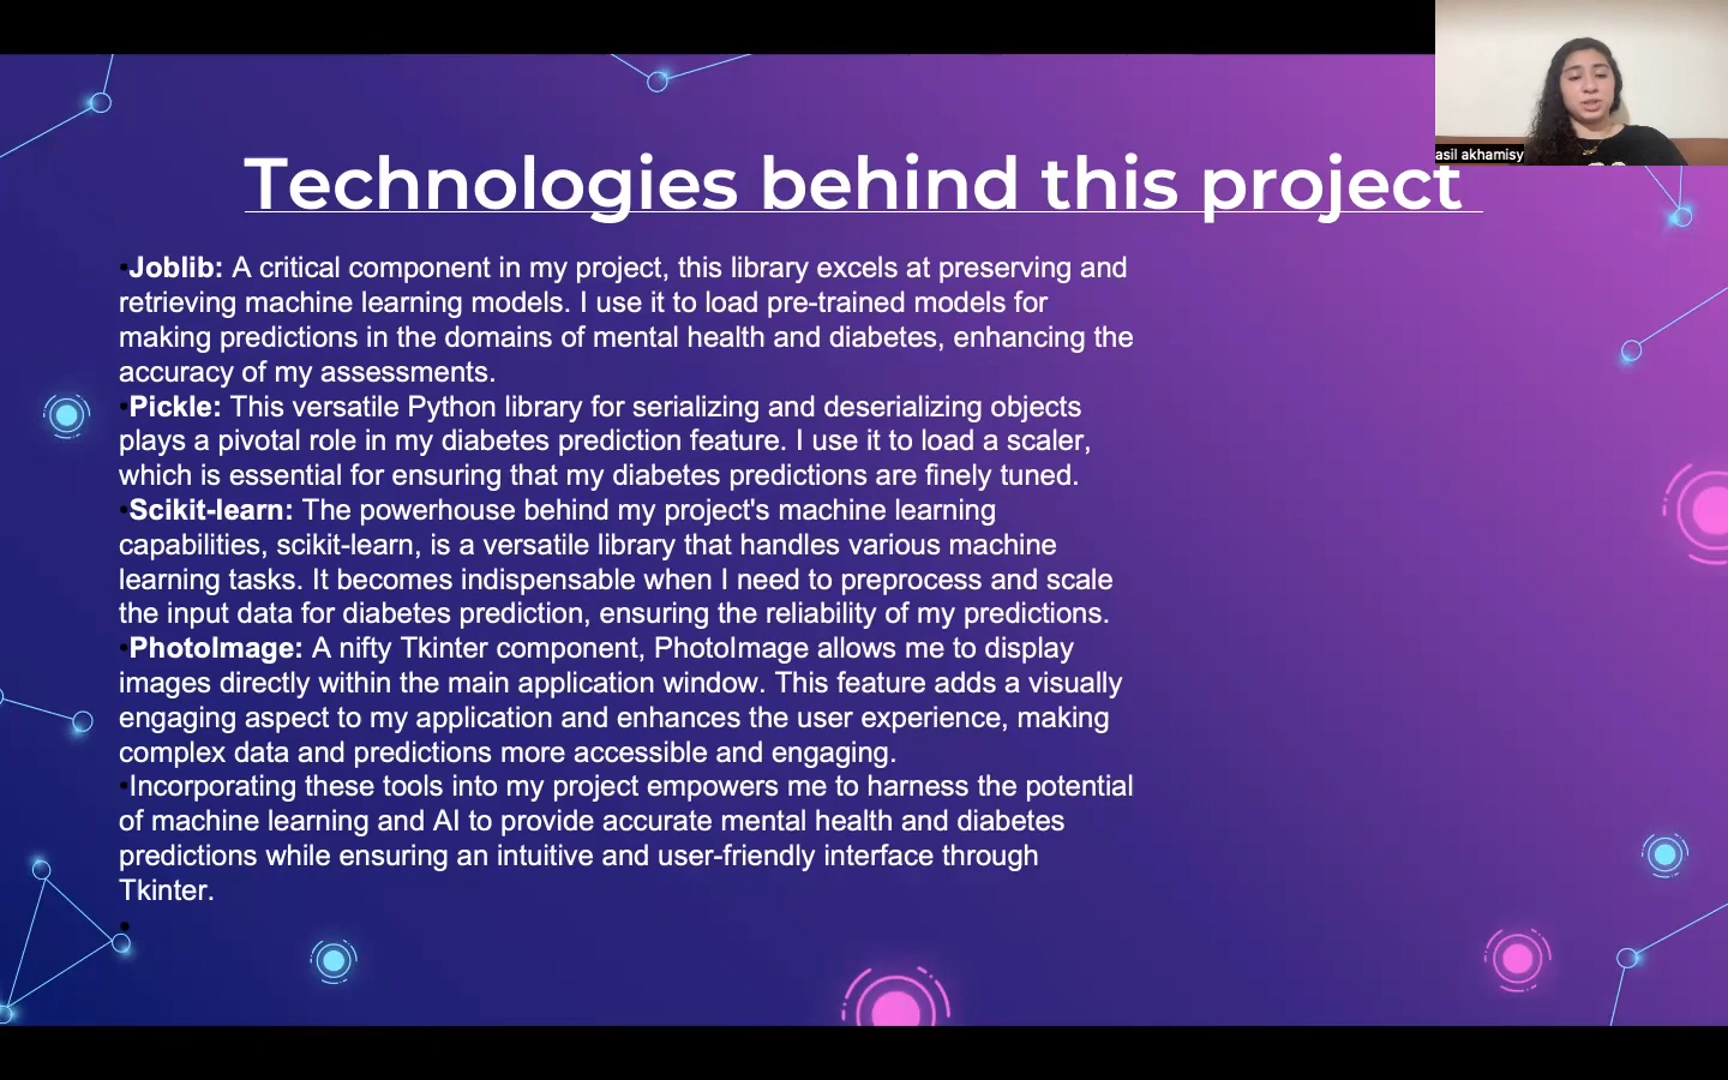 Technologies behind this project
asil akhamisy
•Joblib: A critical component in my project, this library excels at preserving and
retrieving machine learning models. I use it to load pre-trained models for
making predictions in the domains of mental health and diabetes, enhancing the
accuracy of my assessments.
•Pickle: This versatile Python library for serializing and deserializing objects
plays a pivotal role in my diabetes prediction feature. I use it to load a scaler,
which is essential for ensuring that my diabetes predictions are finely tuned.
•Scikit-learn: The powerhouse behind my project's machine learning
capabilities, scikit-learn, is a versatile library that handles various machine
learning tasks. It becomes indispensable when I need to preprocess and scale
the input data for diabetes prediction, ensuring the reliability of my predictions.
•PhotoImage: A nifty Tkinter component, PhotoImage allows me to display
images directly within the main application window. This feature adds a visually
engaging aspect to my application and enhances the user experience, making
complex data and predictions more accessible and engaging.
•Incorporating these tools into my project empowers me to harness the potential
of machine learning and AI to provide accurate mental health and diabetes
predictions while ensuring an intuitive and user-friendly interface through
Tkinter.
•